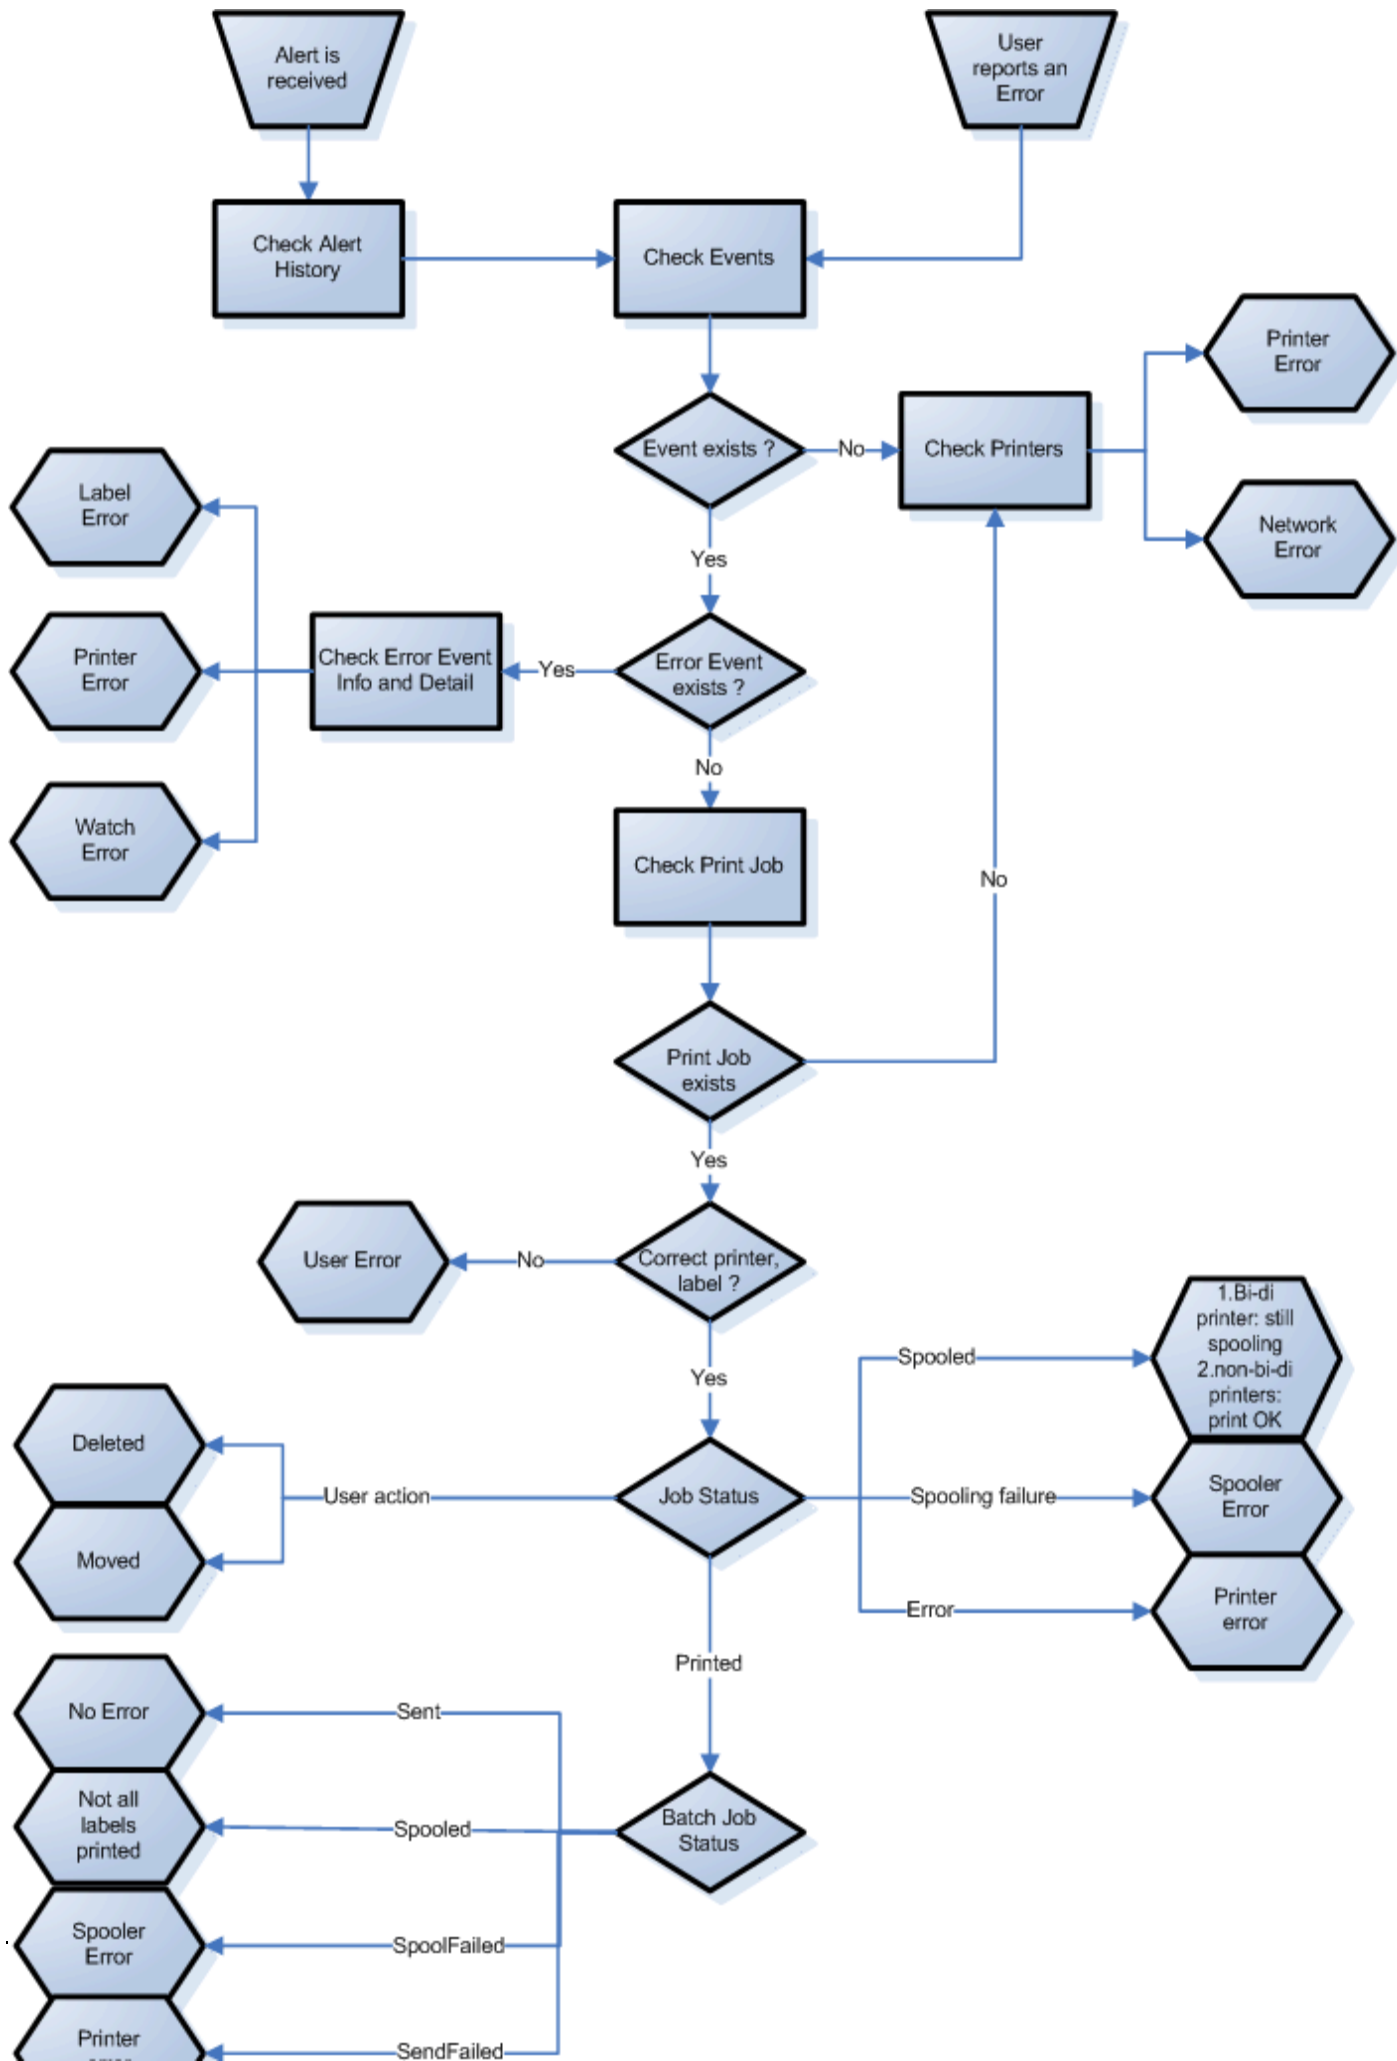 Alert is
received
User
reports an
Error
Check Alert
History
Check Events
Printer
Error
Event exists ?
No
Check Printers
Label
Error
Network
Error
Yes
Printer
Error
Check Error Event
Info and Detail
Yes
Error Event
exists ?
No
Watch
Error
Check Print Job
No
Print Job
exists
Yes
User Error
No
Correct printer,
label ?
1.Bi-di
printer: still
spooling
2.non-bi-di
printers:
print OK
Spooled
Yes
Deleted
User action
Job Status
Spooling failure
Spooler
Error
Moved
Error
Printer
error
Printed
No Error
Sent
Not all
labels
printed
Spooled
Batch Job
Status
Spooler
Error
SpoolFailed
Printer
SendFailed